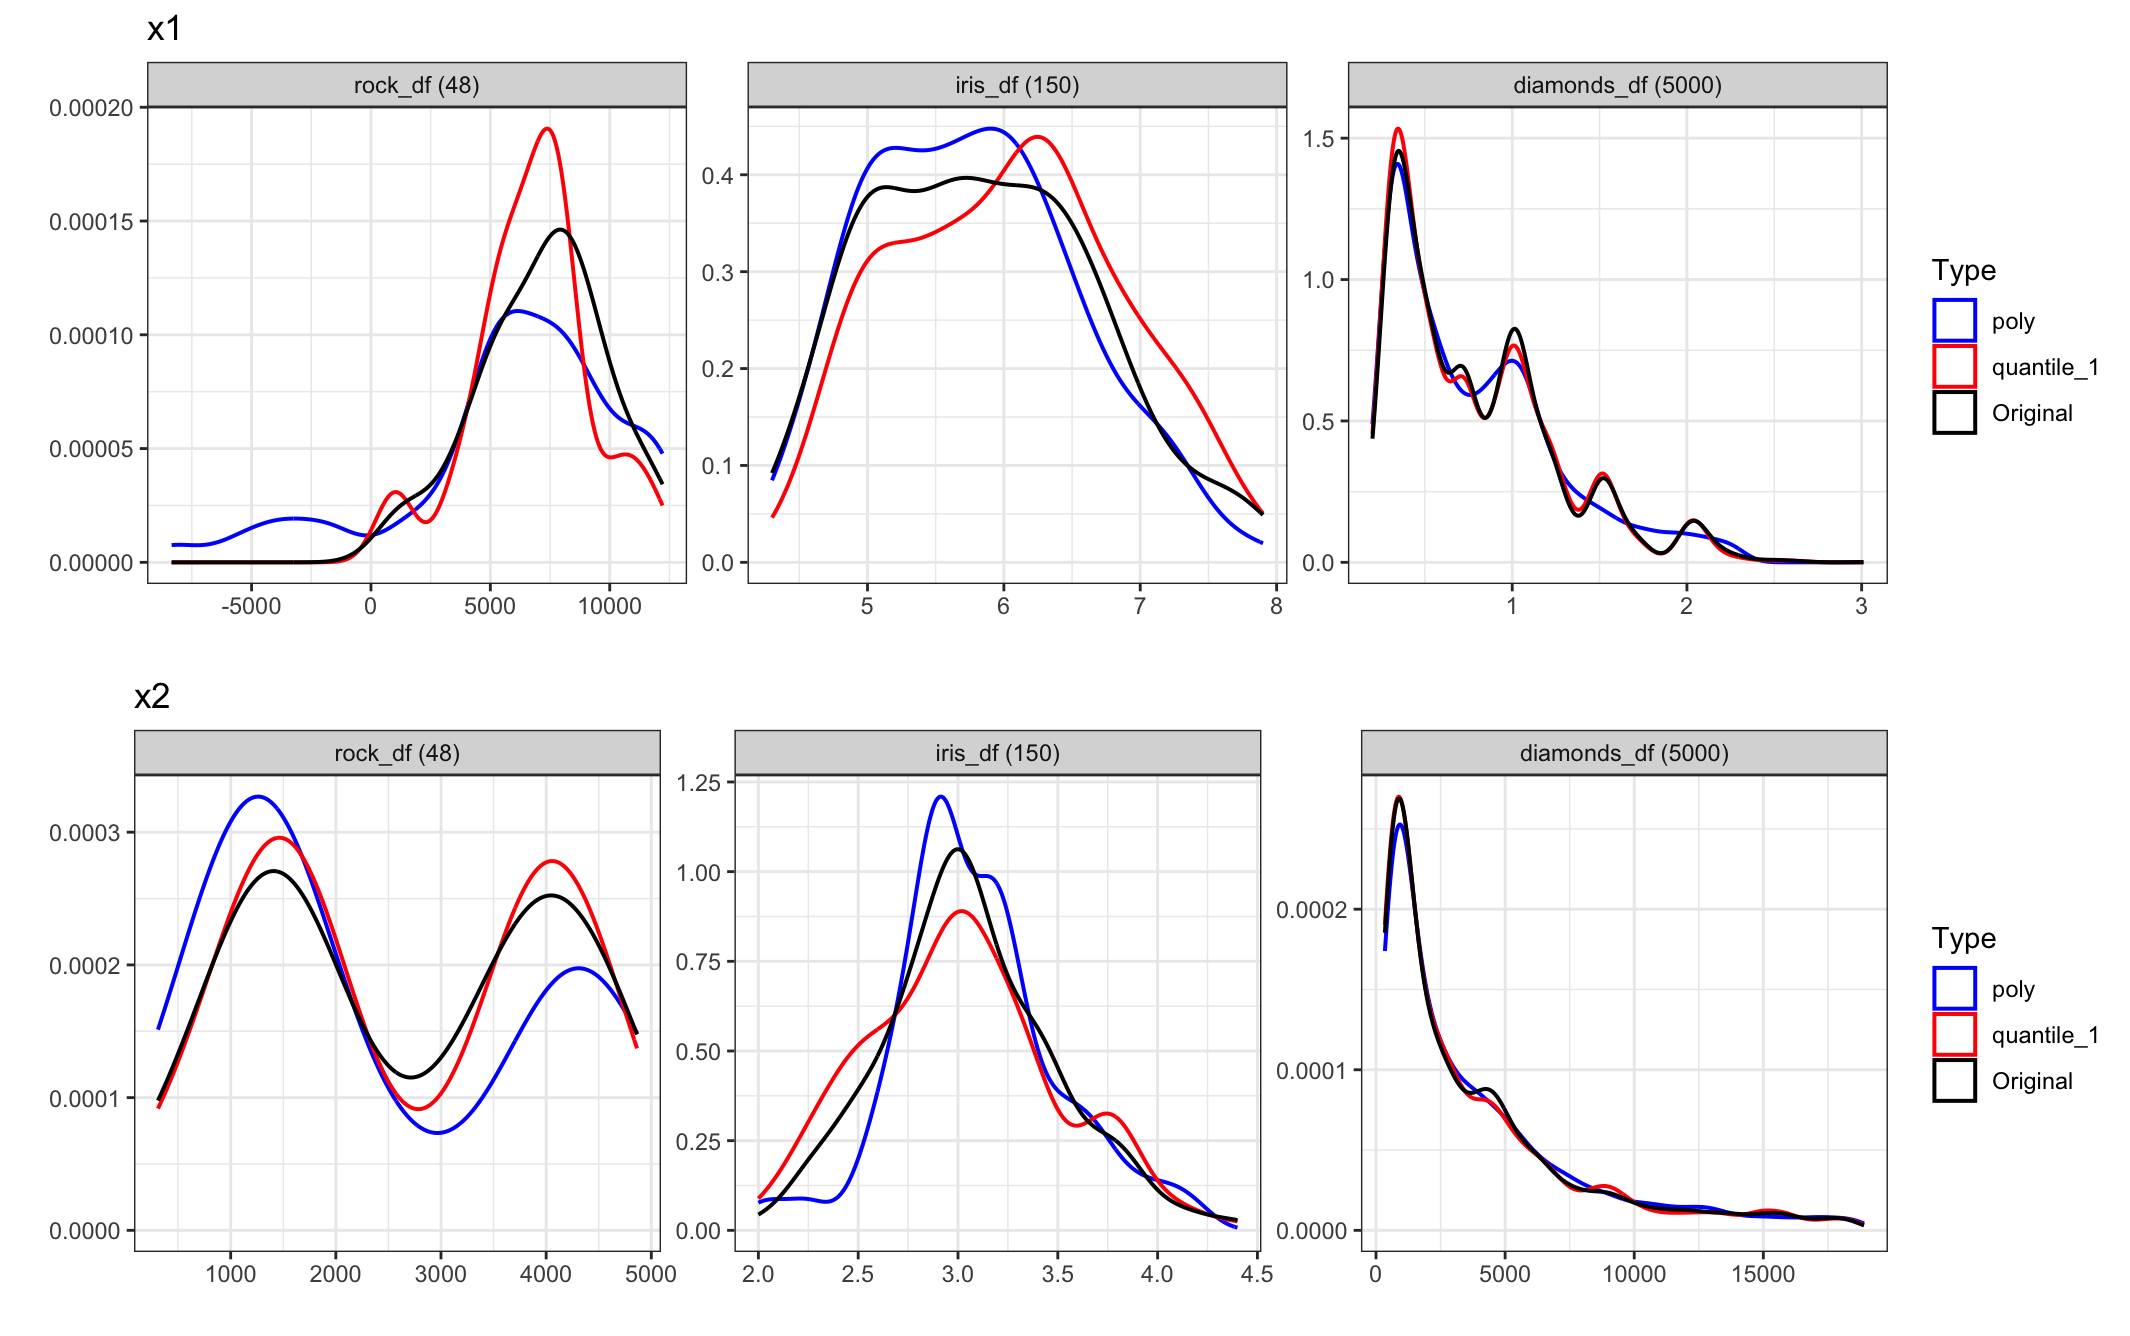 x1
rock_df (48)
iris_df (150)
diamonds_df (5000)
0.00020
0.00015
0.00010
0.00005
0.00000
-5000 0 5000 10000
0.4
0.3
0.2
0.1
0.0
5 6 7 8
1.5
1.0
0.5
0.0
1 2 3
Type
poly
quantile_1
Original
x2
rock_df (48)
iris_df (150)
diamonds_df (5000)
0.0003
0.0002
0.0001
0.0000
1000 2000 3000 4000 5000
1.25
1.00
0.75
0.50
0.25
0.00
2.0 2.5 3.0 3.5 4.0 4.5
0.0002
0.0001
0.0000
0 5000 10000 15000
Type
poly
quantile_1
Original